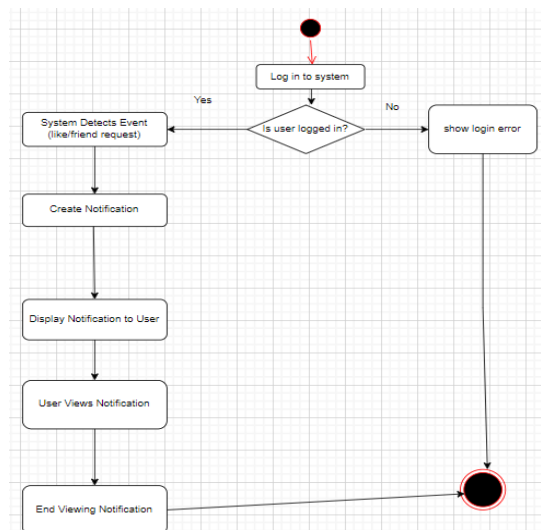 Log in to system
Yes
No
System Detects Event
(like/friend request)
Is user logged in?
show login error
Create Notification
Display Notification to User
User Views Notification
End Viewing Notification